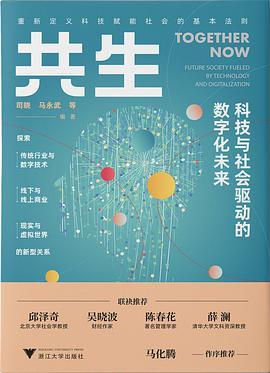 重新定义科技赋能社会的基本法则
共生
TOGETHER
NOW
FUTURE SOCIETY FUELED
BY TECHNOLOGY
AND DIGITALIZATION
司晓 马永武 等
编著
科技与社会驱动的
数字化未来
探索
传统行业与
数字技术
线下与
线上商业
现实与
虚拟世界
的新型关系
联袂推荐
邱泽奇
北京大学社会学教授
吴晓波
财经作家
陈春花
著名管理学家
薛澜
清华大学文科资深教授
马化腾
作序推荐
浙江大学出版社